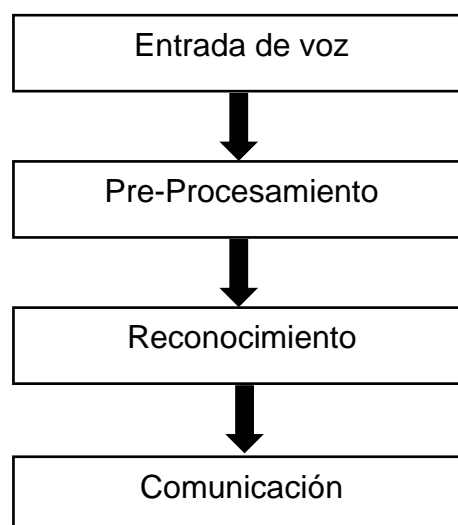 Entrada de voz
Pre-Procesamiento
Reconocimiento
Comunicación